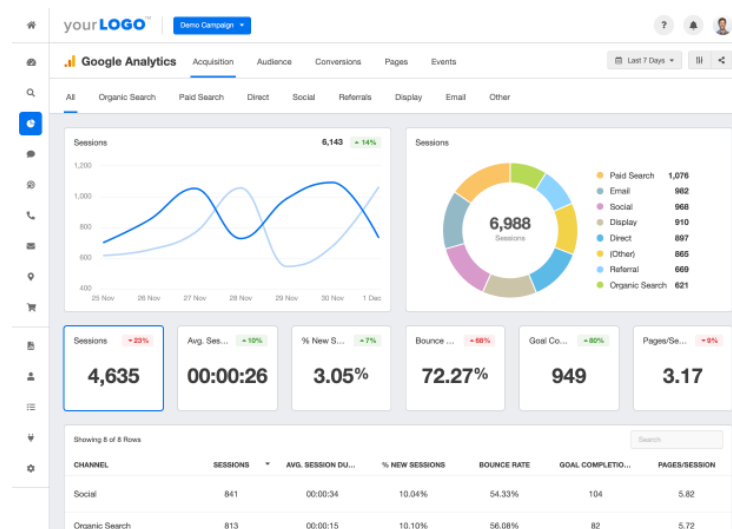 yourLOGO™ Demo Campaign ?
Google Analytics Acquisition Audience Conversions Pages Events Last 7 Days
All Organic Search Paid Search Direct Social Referrals Display Email Other
Sessions 6,143 14%
1,200
1,000
800
600
400
25 Nov 26 Nov 27 Nov 28 Nov 29 Nov 30 Nov 1 Dec
Sessions
6,988
Sessions
Paid Search 1,076
Email 982
Social 968
Display 910
Direct 897
(Other) 865
Referral 669
Organic Search 621
Sessions 23%
4,635
Avg. Ses... 10%
00:00:26
% New S... 7%
3.05%
Bounce ... 68%
72.27%
Goal Co... 80%
949
Pages/Se... 9%
3.17
Showing 8 of 8 Rows Search
CHANNEL SESSIONS AVG. SESSION DU... % NEW SESSIONS BOUNCE RATE GOAL COMPLETIO... PAGES/SESSION
Social 841 00:00:34 10.04% 54.33% 104 5.82
Organic Search 813 00:00:15 10.10% 56.08% 82 5.72